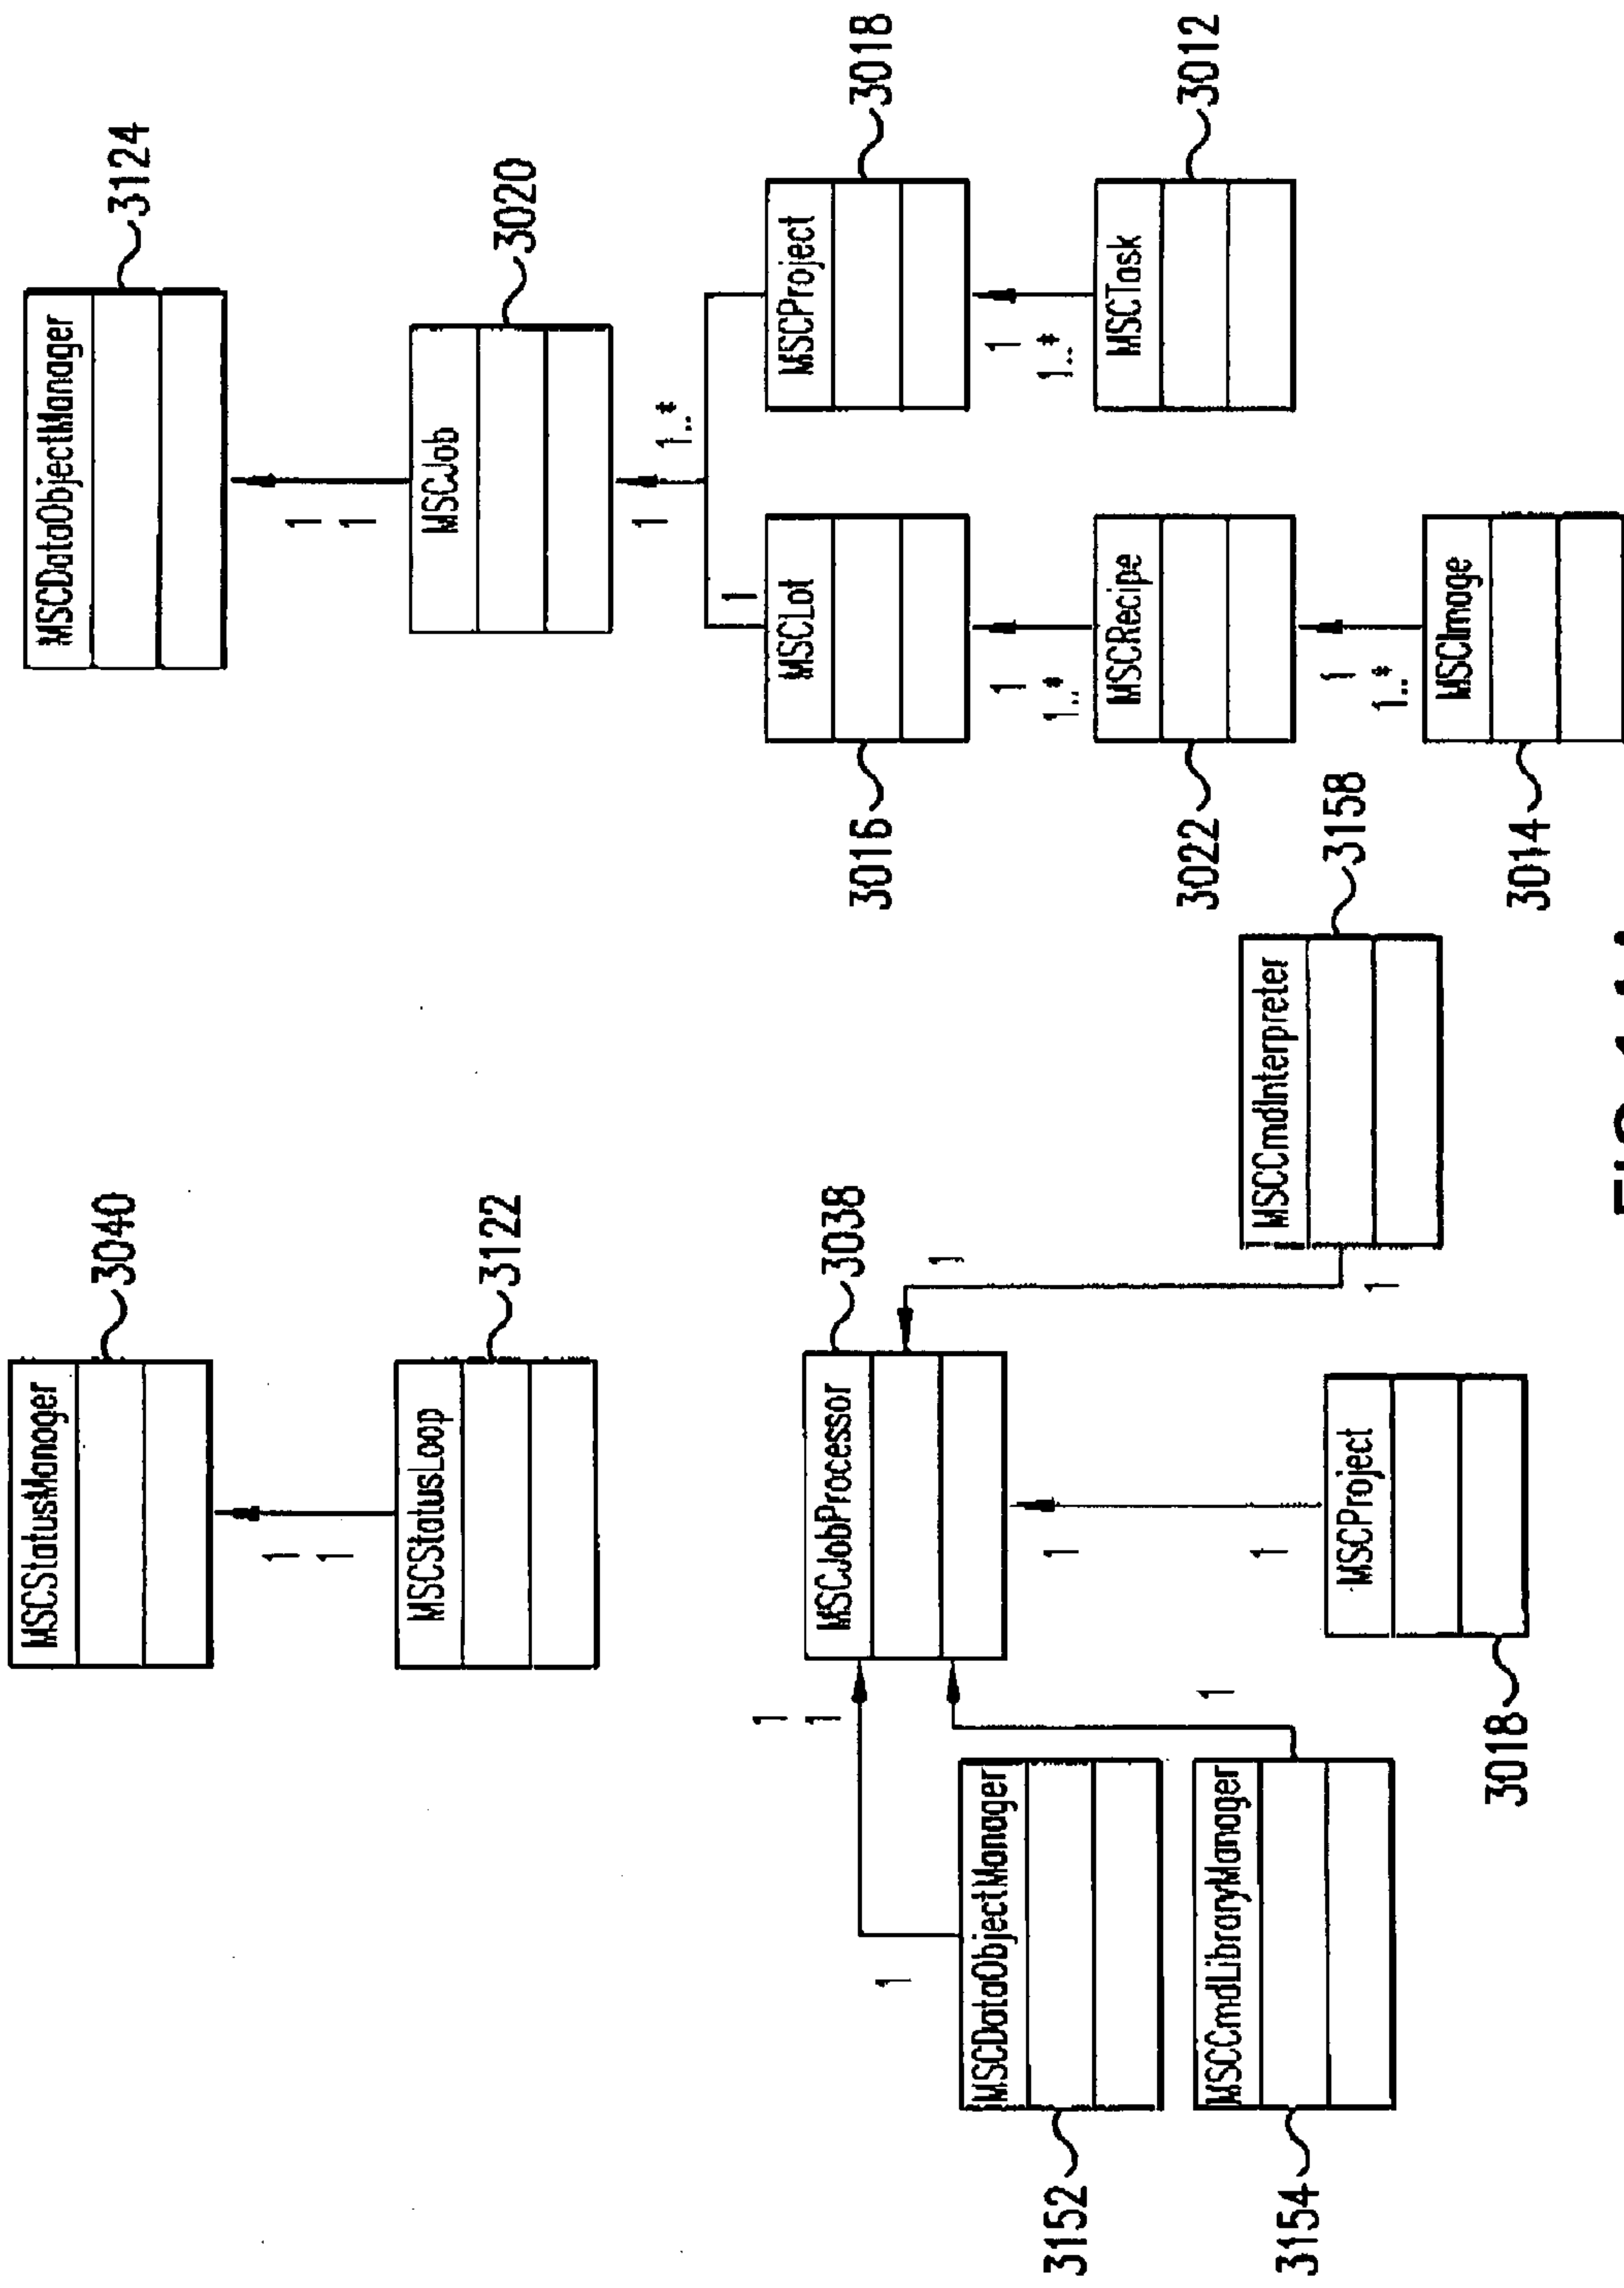 MSCStatusManager
3040
1
1
MSCStatusLoop
3122
MSCDataObjectManager
3124
1
1
MSCJob
3020
1
1..*
1
MSCLot
3016
MSCProject
3018
1
1..*
MSCRecipe
3022
1
1..*
MSCTask
3012
1
1..*
MSCImage
3014
MSCJobProcessor
3038
1
1
1
MSCDataObjectManager
3152
1
MSCCmdLibraryManager
3154
1
1
MSCProject
3018
1
1
MSCCmdInterpreter
3158